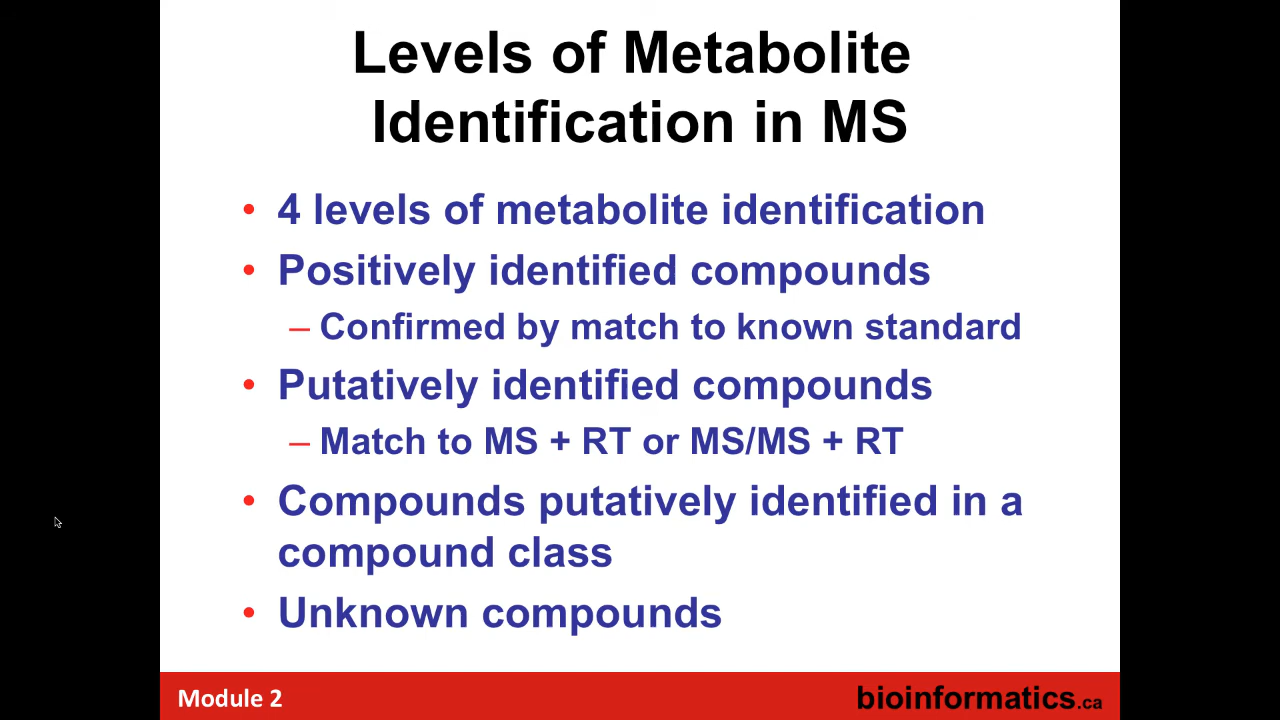 Levels of Metabolite
Identification in MS
• 4 levels of metabolite identification
• Positively identified compounds
– Confirmed by match to known standard
• Putatively identified compounds
– Match to MS + RT or MS/MS + RT
• Compounds putatively identified in a
compound class
• Unknown compounds
Module 2
bioinformatics.ca